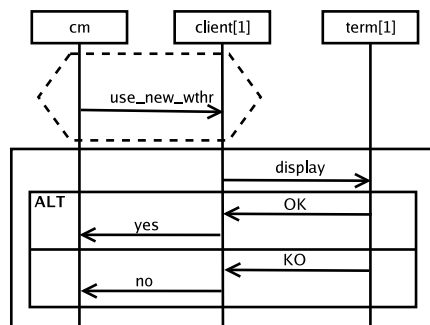 cm client[1] term[1]
use_new_wthr
display
ALT
OK
yes
KO
no